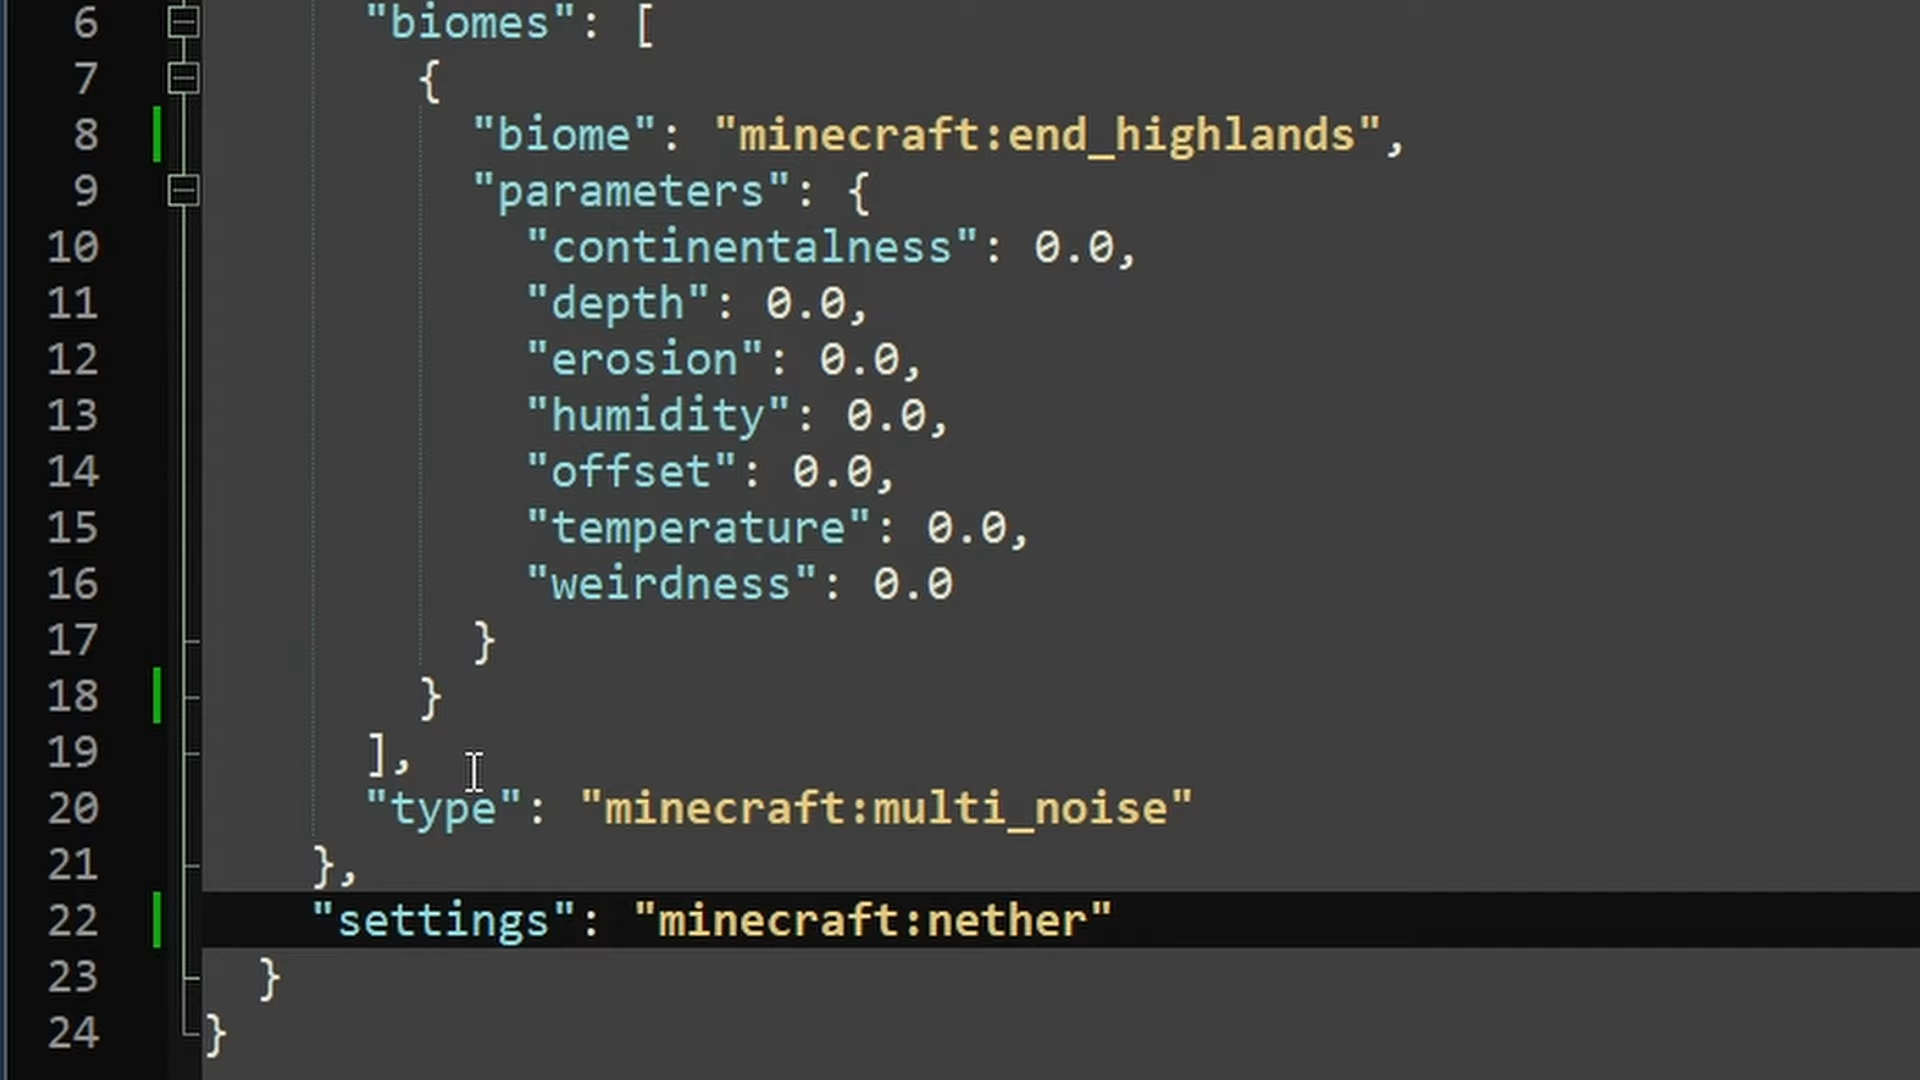 6 "biomes": [
7 {
8 "biome": "minecraft:end_highlands",
9 "parameters": {
10 "continentalness": 0.0,
11 "depth": 0.0,
12 "erosion": 0.0,
13 "humidity": 0.0,
14 "offset": 0.0,
15 "temperature": 0.0,
16 "weirdness": 0.0
17 }
18 }
19 ],
20 "type": "minecraft:multi_noise"
21 },
22 "settings": "minecraft:nether"
23 }
24 }